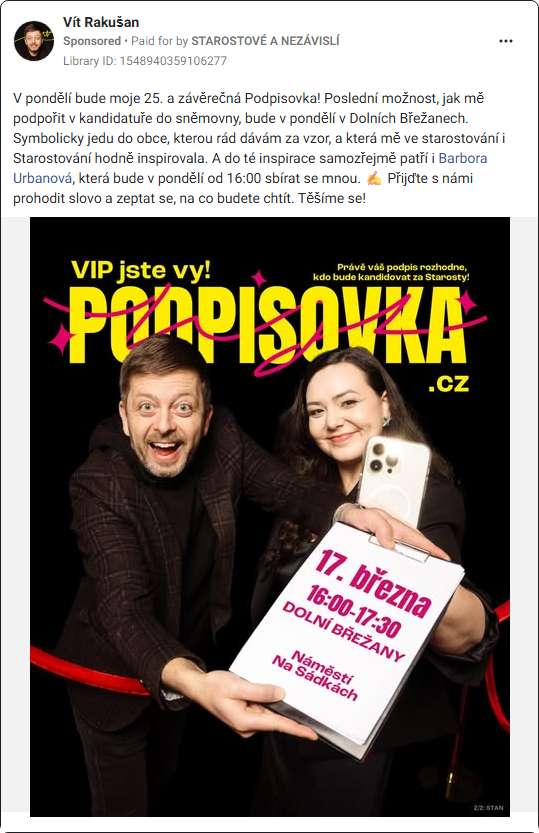 Vít Rakušan
Sponsored • Paid for by STAROSTOVÉ A NEZÁVISLÍ
Library ID: 1548940359106277
V pondělí bude moje 25. a závěrečná Podpisovka! Poslední možnost, jak mě
podpořit v kandidatuře do sněmovny, bude v pondělí v Dolních Břežanech.
Symbolicky jedu do obce, kterou rád dávám za vzor, a která mě ve starostování i
Starostování hodně inspirovala. A do té inspirace samozřejmě patří i Barbora
Urbanová, která bude v pondělí od 16:00 sbírat se mnou. ✍️ Přijďte s námi
prohodit slovo a zeptat se, na co budete chtít. Těšíme se!
VIP jste vy!
Právě váš podpis rozhodne,
kdo bude kandidovat za Starosty!
PODPISOVKA
.cz
17. března
16:00-17:30
DOLNÍ BŘEŽANY
Náměstí
Na Sádkách
Z/Z: STAN